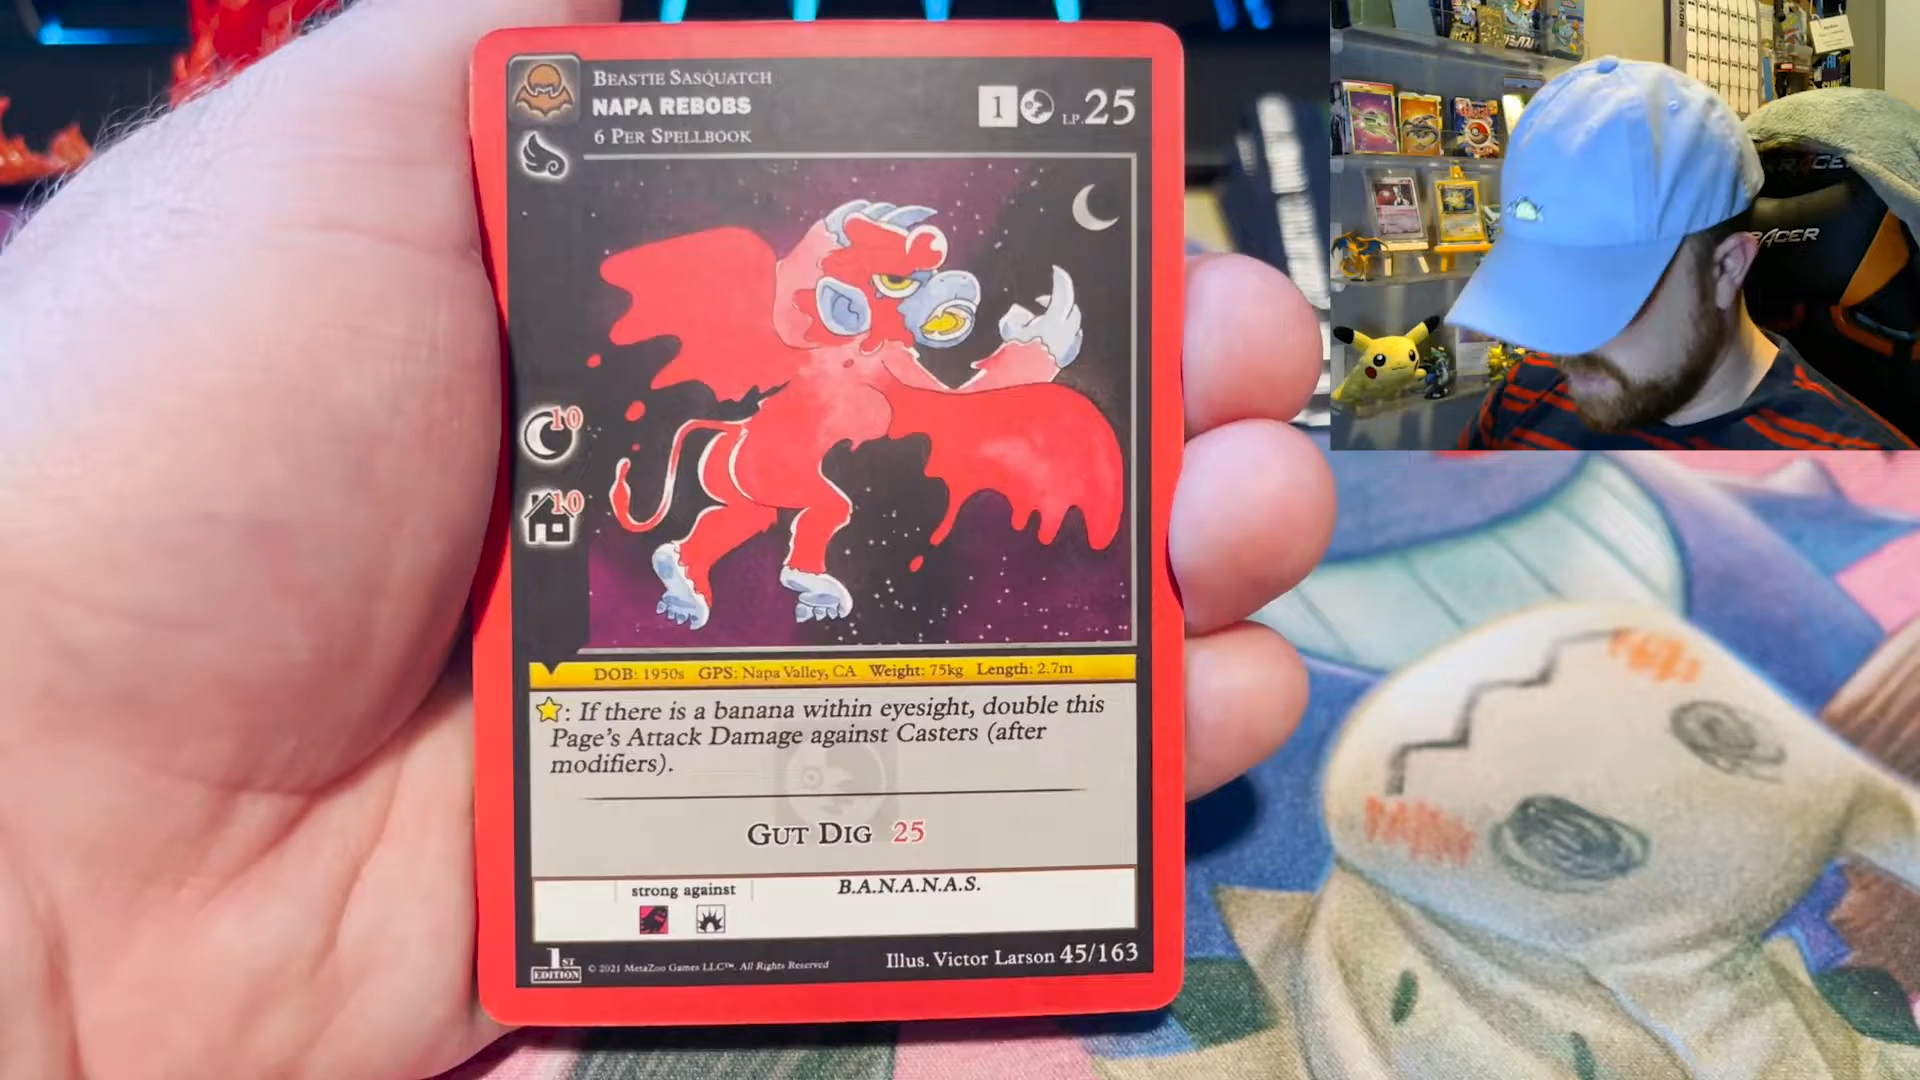 BEASTIE SASQUATCH
NAPA REBOBS
6 PER SPELLBOOK
1 LP. 25
10
10
DOB: 1950s GPS: Napa Valley, CA Weight: 75kg Length: 2.7m
: If there is a banana within eyesight, double this
Page's Attack Damage against Casters (after
modifiers).
GUT DIG 25
strong against
B.A.N.A.N.A.S.
1ST
EDITION
© 2021 MetaZoo Games LLC™. All Rights Reserved
Illus. Victor Larson 45/163